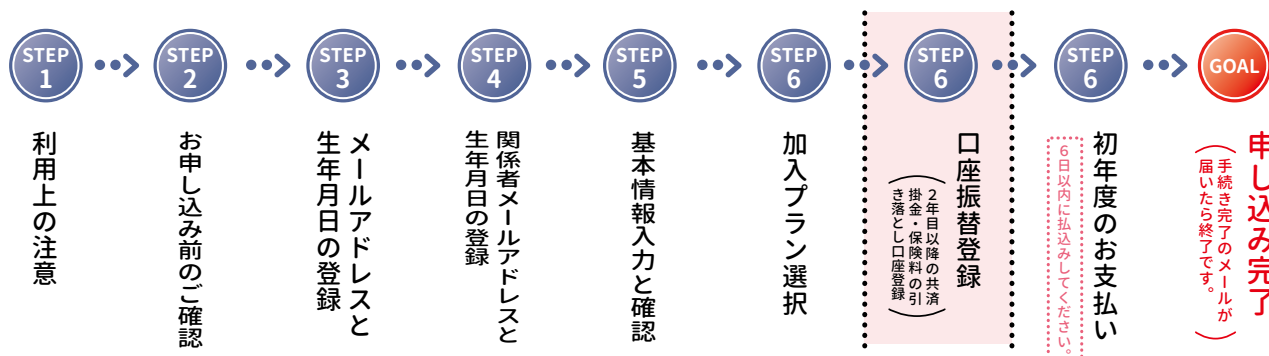 STEP
1
利用上の注意
STEP
2
お申し込み前のご確認
STEP
3
メールアドレスと
生年月日の登録
STEP
4
関係者メールアドレスと
生年月日の登録
STEP
5
基本情報入力と確認
STEP
6
加入プラン選択
STEP
6
口座振替登録
(2年目以降の共済
掛金・保険料の引
き落とし口座登録)
STEP
6
初年度のお支払い
6日以内に払込みしてください。
GOAL
申し込み完了
(手続き完了のメールが
届いたら終了です。)